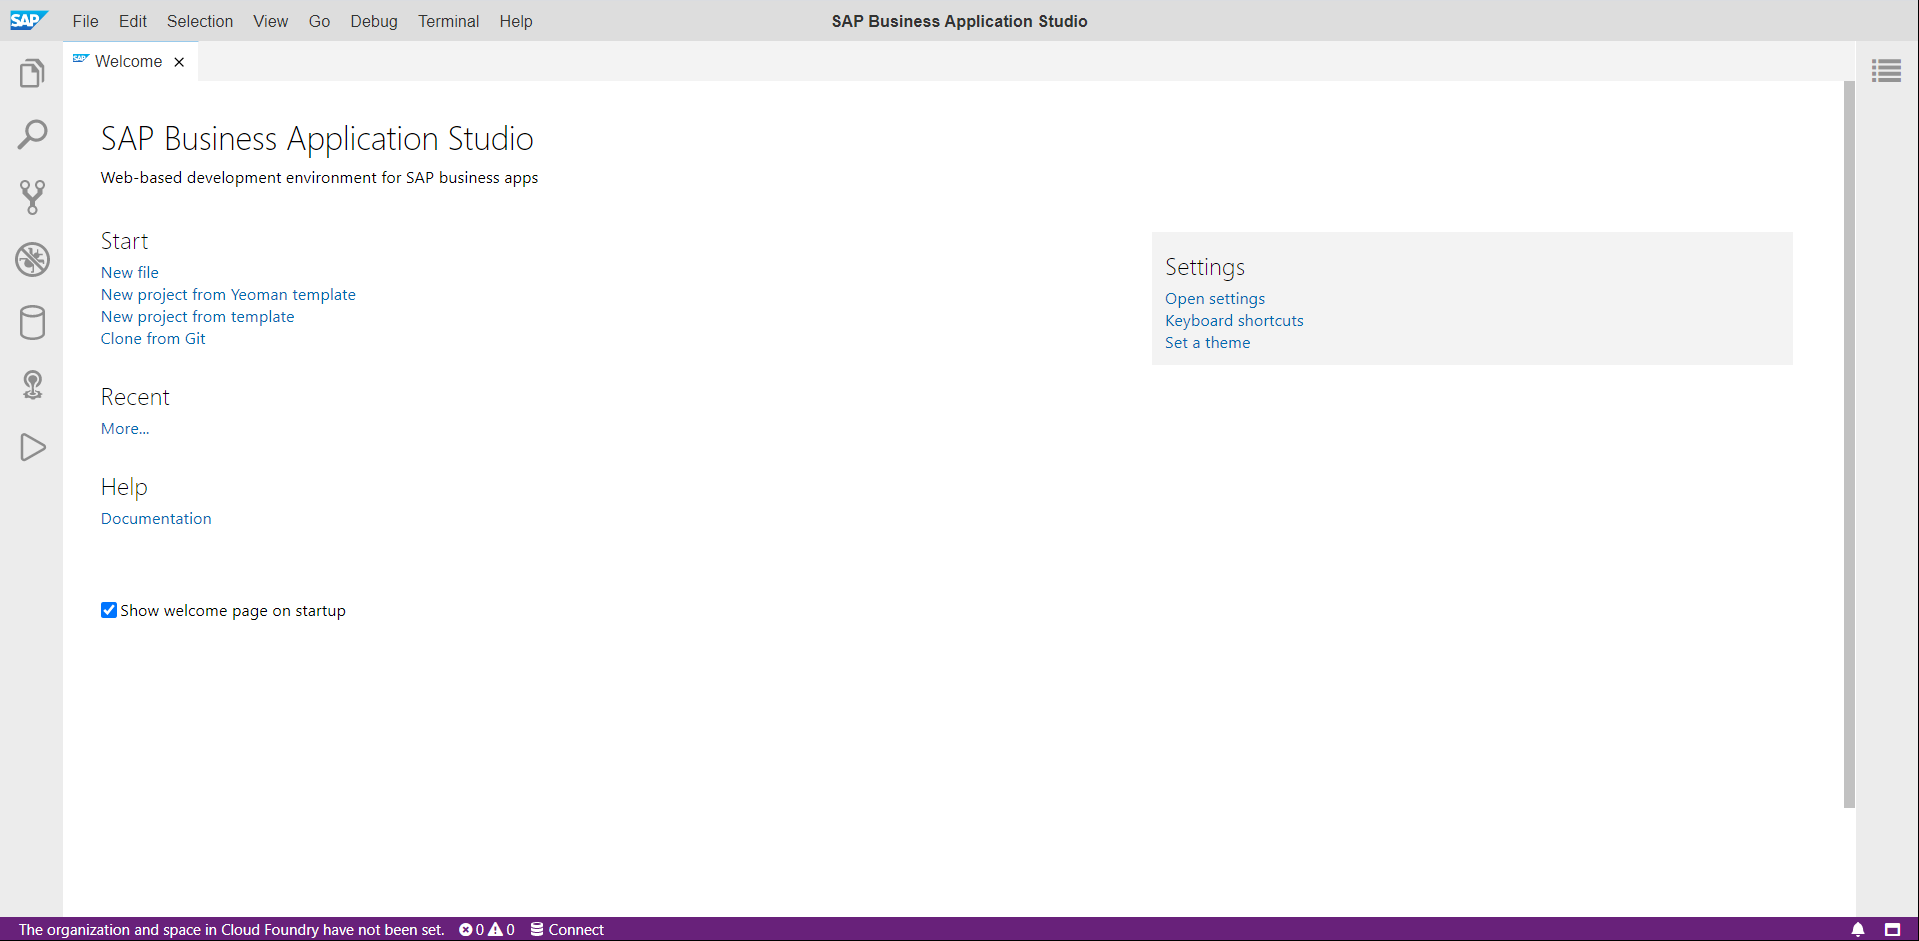 SAP File Edit Selection View Go Debug Terminal Help SAP Business Application Studio
SAP Welcome
SAP Business Application Studio
Web-based development environment for SAP business apps
Start
New file
New project from Yeoman template
New project from template
Clone from Git
Settings
Open settings
Keyboard shortcuts
Set a theme
Recent
More...
Help
Documentation
Show welcome page on startup
The organization and space in Cloud Foundry have not been set. 0 0 Connect